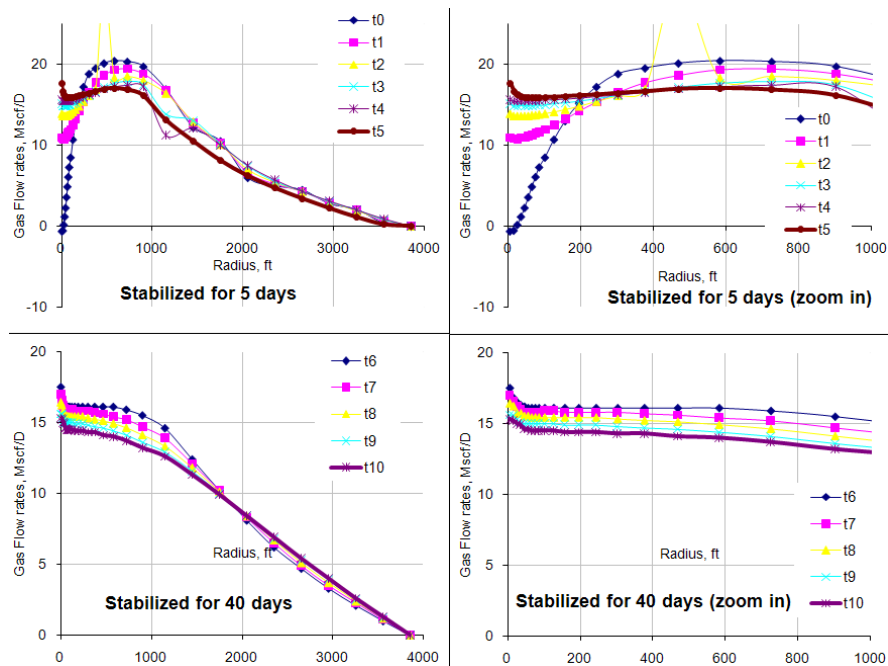 Gas Flow rates, Mscf/D
20
10
0
-10
0
1000
2000
3000
4000
Radius, ft
Stabilized for 5 days
t0
t1
t2
t3
t4
t5
Gas Flow rates, Mscf/D
20
10
0
-10
0
200
400
600
800
1000
Radius, ft
Stabilized for 5 days (zoom in)
t0
t1
t2
t3
t4
t5
Gas Flow rates, Mscf/D
20
15
10
5
0
0
1000
2000
3000
4000
Radius, ft
Stabilized for 40 days
t6
t7
t8
t9
t10
Gas Flow rates, Mscf/D
20
15
10
5
0
0
200
400
600
800
1000
Radius, ft
Stabilized for 40 days (zoom in)
t6
t7
t8
t9
t10